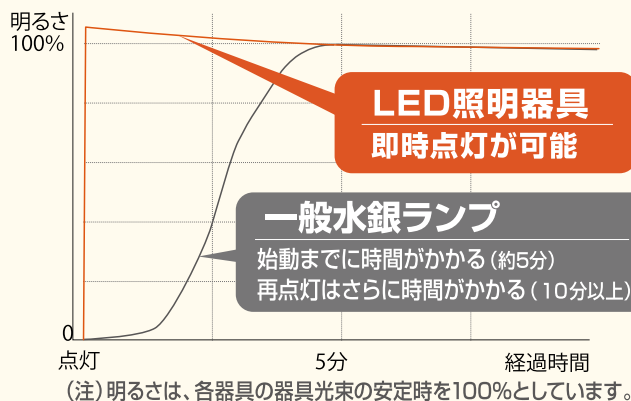 明るさ
100%
LED照明器具
即時点灯が可能
一般水銀ランプ
始動までに時間がかかる(約5分)
再点灯はさらに時間がかかる(10分以上)
0
点灯
5分
経過時間
(注)明るさは、各器具の器具光束の安定時を100%としています。